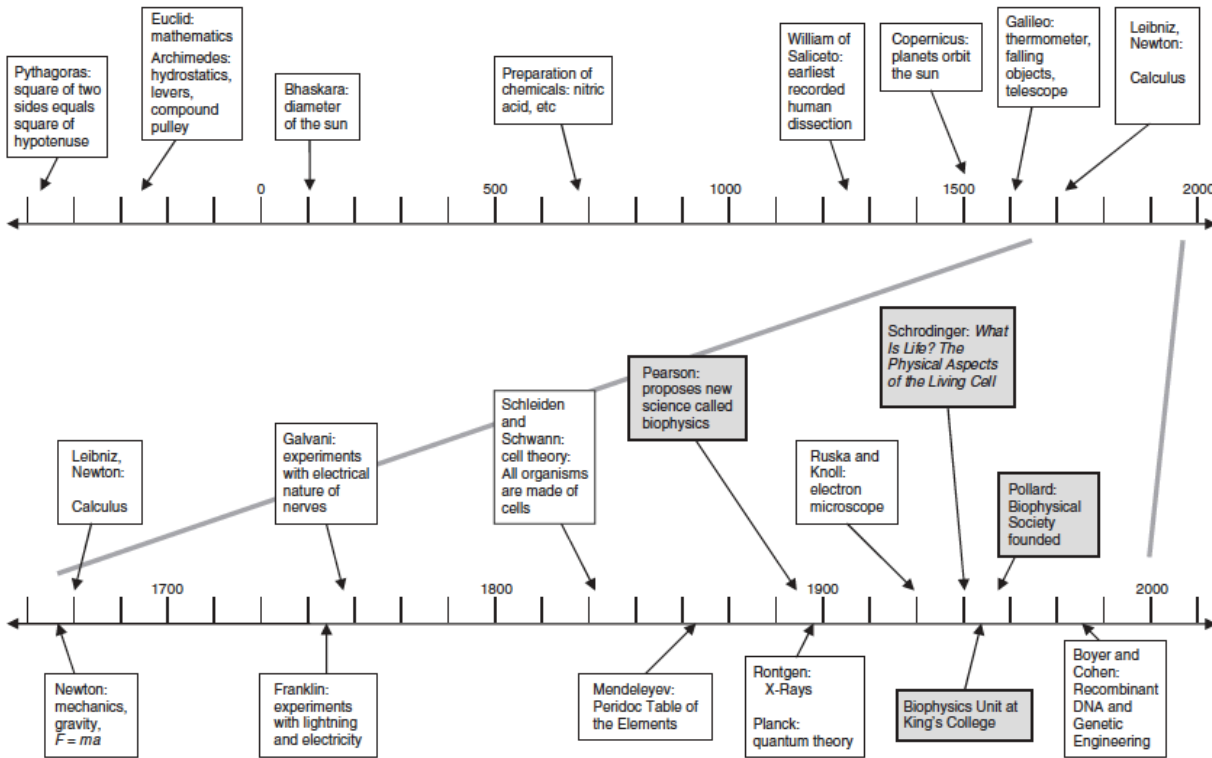 Pythagoras:
square of two
sides equals
square of
hypotenuse
Euclid:
mathematics
Archimedes:
hydrostatics,
levers,
compound
pulley
Bhaskara:
diameter
of the sun
Preparation of
chemicals: nitric
acid, etc
William of
Saliceto:
earliest
recorded
human
dissection
Copernicus:
planets orbit
the sun
Galileo:
thermometer,
falling
objects,
telescope
Leibniz,
Newton:
Calculus
0
500
1000
1500
2000
Leibniz,
Newton:
Calculus
Galvani:
experiments
with electrical
nature of
nerves
Schleiden
and
Schwann:
cell theory:
All organisms
are made of
cells
Pearson:
proposes new
science called
biophysics
Ruska and
Knoll:
electron
microscope
Schrodinger: What
Is Life? The
Physical Aspects
of the Living Cell
Pollard:
Biophysical
Society
founded
1700
1800
1900
2000
Newton:
mechanics,
gravity,
F = ma
Franklin:
experiments
with lightning
and electricity
Mendeleyev:
Peridoc Table of
the Elements
Rontgen:
X-Rays
Planck:
quantum theory
Biophysics Unit at
King's College
Boyer and
Cohen:
Recombinant
DNA and
Genetic
Engineering